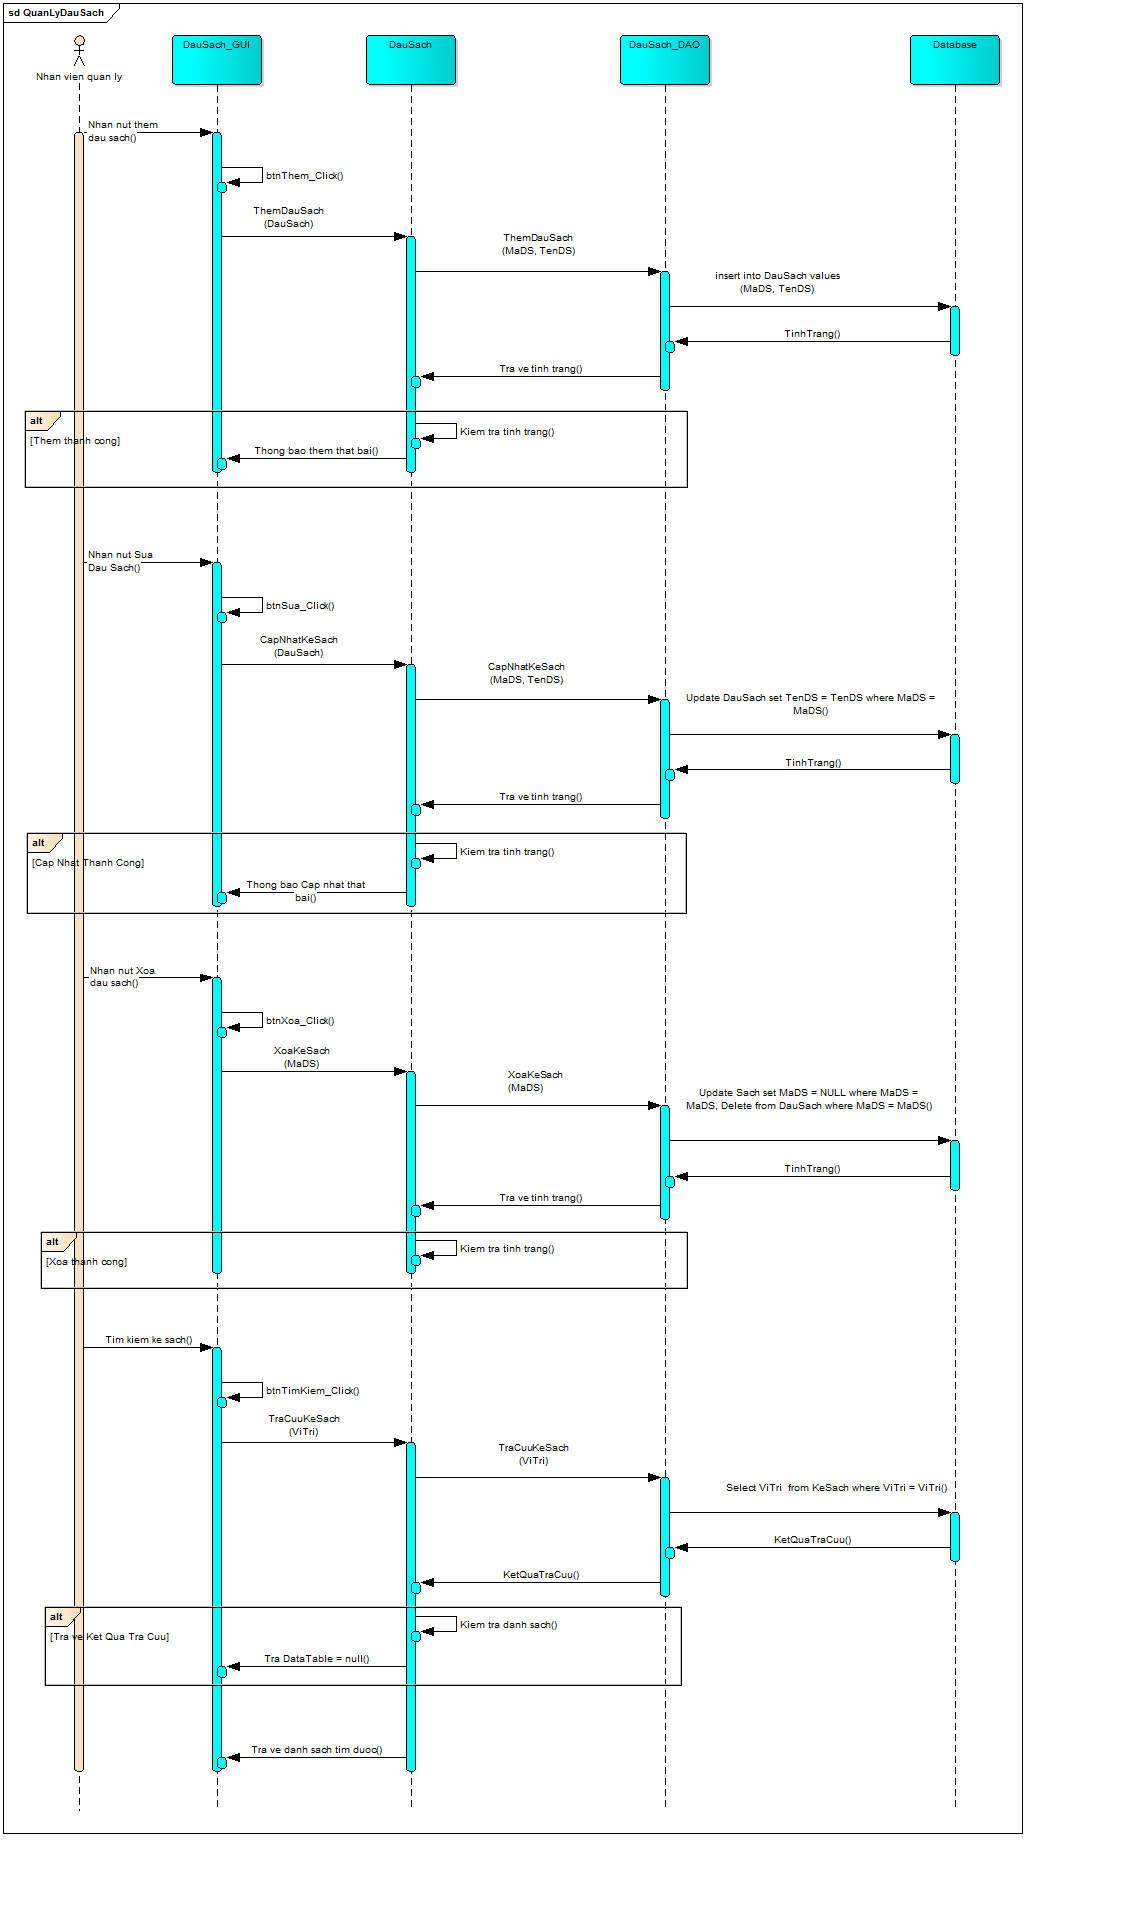 sd QuanLyDauSach
Nhan vien quan ly
DauSach_GUI
DauSach
DauSach_DAO
Database
Nhan nut them
dau sach()
btnThem_Click()
ThemDauSach
(DauSach)
ThemDauSach
(MaDS, TenDS)
insert into DauSach values
(MaDS, TenDS)
TinhTrang()
Tra ve tinh trang()
alt
[Them thanh cong]
Kiem tra tinh trang()
Thong bao them that bai()
Nhan nut Sua
Dau Sach()
btnSua_Click()
CapNhatKeSach
(DauSach)
CapNhatKeSach
(MaDS, TenDS)
Update DauSach set TenDS = TenDS where MaDS =
MaDS()
TinhTrang()
Tra ve tinh trang()
alt
[Cap Nhat Thanh Cong]
Kiem tra tinh trang()
Thong bao Cap nhat that
bai()
Nhan nut Xoa
dau sach()
btnXoa_Click()
XoaKeSach
(MaDS)
XoaKeSach
(MaDS)
Update Sach set MaDS = NULL where MaDS =
MaDS, Delete from DauSach where MaDS = MaDS()
TinhTrang()
Tra ve tinh trang()
alt
[Xoa thanh cong]
Kiem tra tinh trang()
Tim kiem ke sach()
btnTimKiem_Click()
TraCuuKeSach
(ViTri)
TraCuuKeSach
(ViTri)
Select ViTri  from KeSach where ViTri = ViTri()
KetQuaTraCuu()
KetQuaTraCuu()
alt
[Tra ve Ket Qua Tra Cuu]
Kiem tra danh sach()
Tra DataTable = null()
Tra ve danh sach tim duoc()